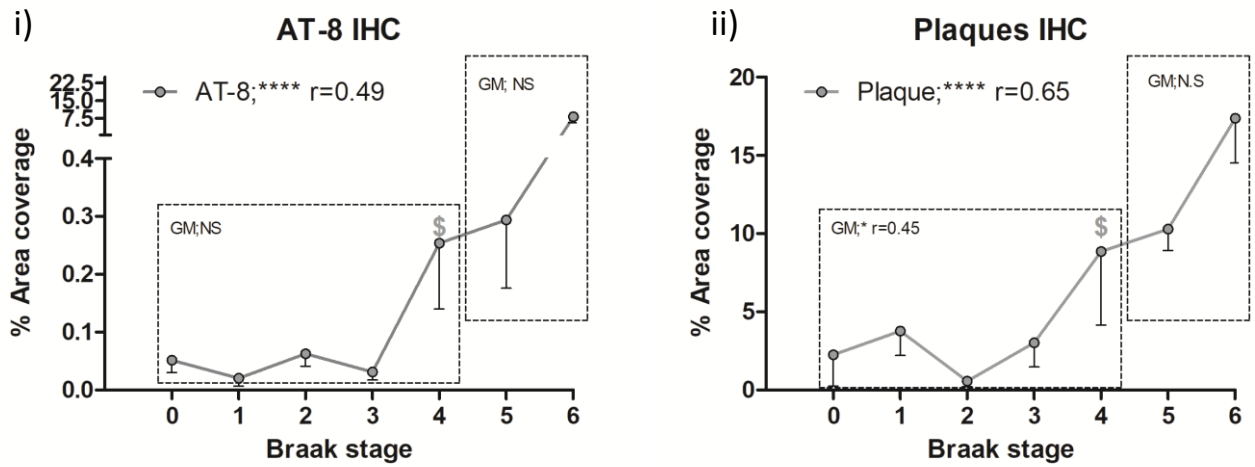 i)
AT-8 IHC
22.5
15.0
7.5
0.4
0.3
0.2
0.1
0.0
% Area coverage
AT-8;**** r=0.49
GM; NS
GM;NS
$
0 1 2 3 4 5 6
Braak stage
ii)
Plaques IHC
20
15
10
5
0
% Area coverage
Plaque;**** r=0.65
GM;N.S
GM;* r=0.45
$
0 1 2 3 4 5 6
Braak stage